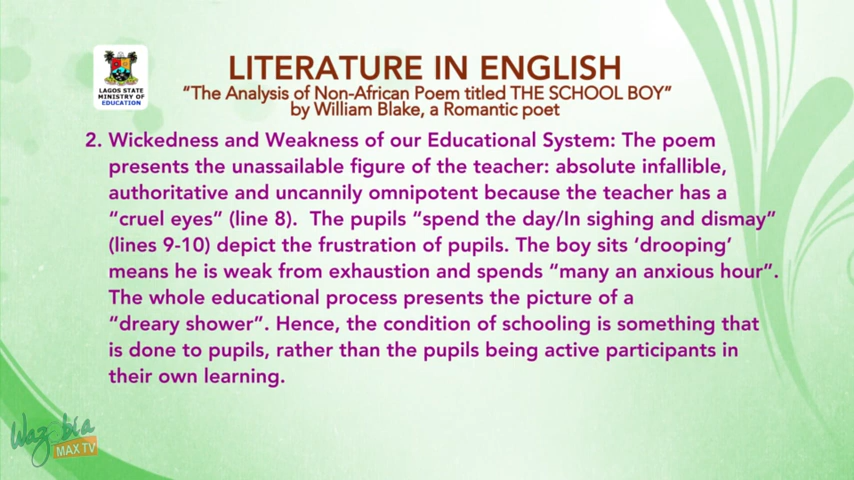 LAGOS STATE
MINISTRY OF
EDUCATION
LITERATURE IN ENGLISH
“The Analysis of Non-African Poem titled THE SCHOOL BOY”
by William Blake, a Romantic poet
2. Wickedness and Weakness of our Educational System: The poem
presents the unassailable figure of the teacher: absolute infallible,
authoritative and uncannily omnipotent because the teacher has a
“cruel eyes” (line 8).  The pupils “spend the day/In sighing and dismay”
(lines 9-10) depict the frustration of pupils. The boy sits ‘drooping’
means he is weak from exhaustion and spends “many an anxious hour”.
The whole educational process presents the picture of a
“dreary shower”. Hence, the condition of schooling is something that
is done to pupils, rather than the pupils being active participants in
their own learning.
Wazobia
MAX TV